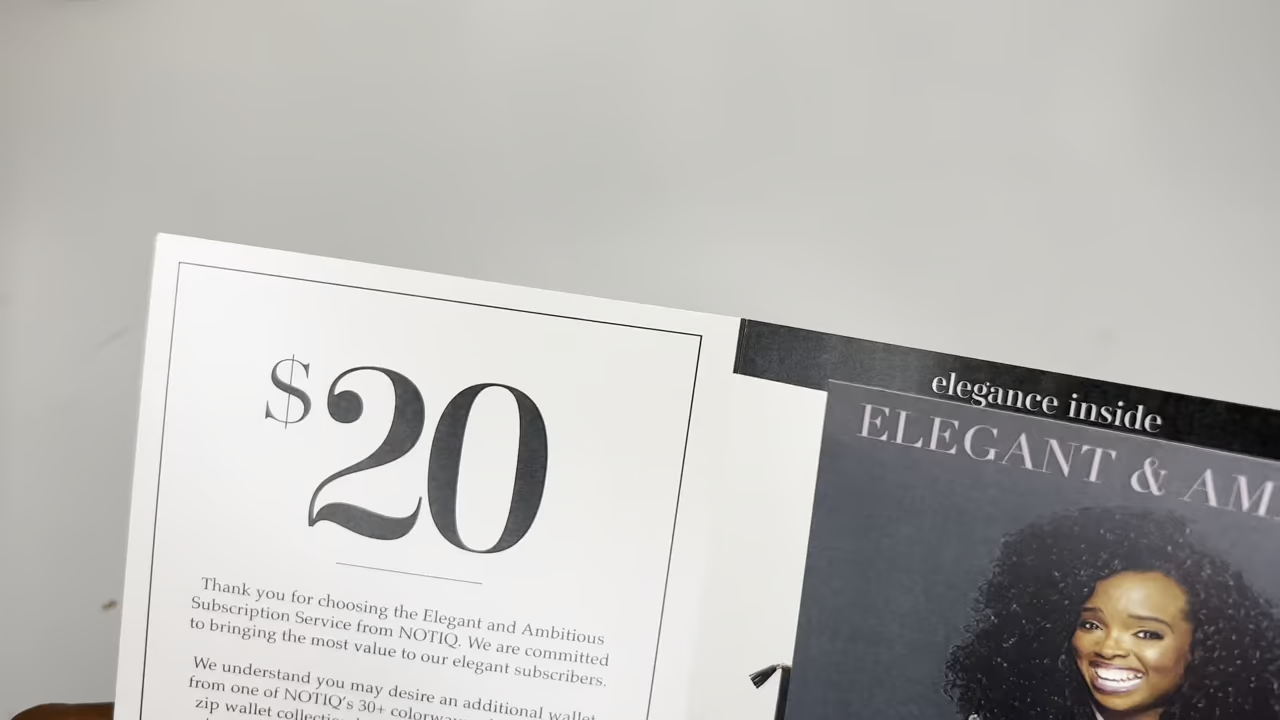 $20
Thank you for choosing the Elegant and Ambitious
Subscription Service from NOTIQ. We are committed
to bringing the most value to our elegant subscribers.
We understand you may desire an additional wallet
from one of NOTIQ's 30+
zip wallet
elegance inside
ELEGANT &